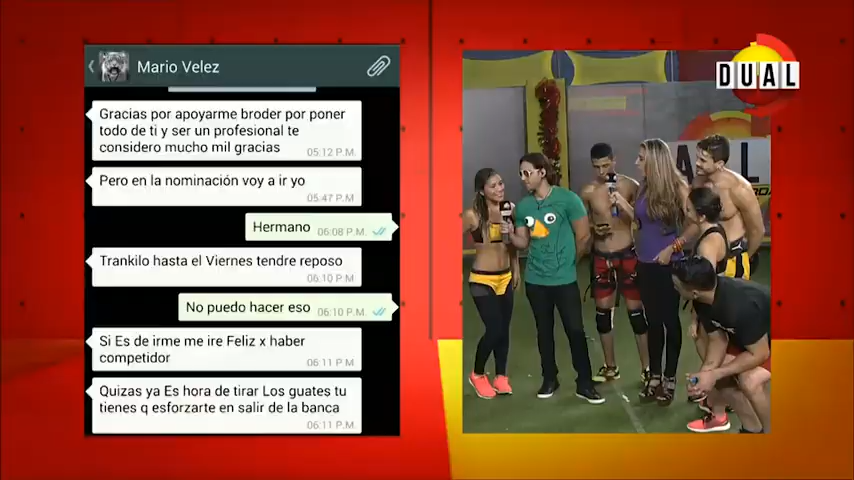 Mario Velez
Gracias por apoyarme broder por poner
todo de ti y ser un profesional te
considero mucho mil gracias
05:12 P.M.
Pero en la nominación voy a ir yo
05.47 P.M.
Hermano
06:08 P.M.
Trankilo hasta el Viernes tendre reposo
06:10 P.M
No puedo hacer eso
06:10 P.M.
Si Es de irme me ire Feliz x haber
competidor
06:11 P.M
Quizas ya Es hora de tirar Los guates tu
tienes q esforzarte en salir de la banca
06:11 P.M
DUAL